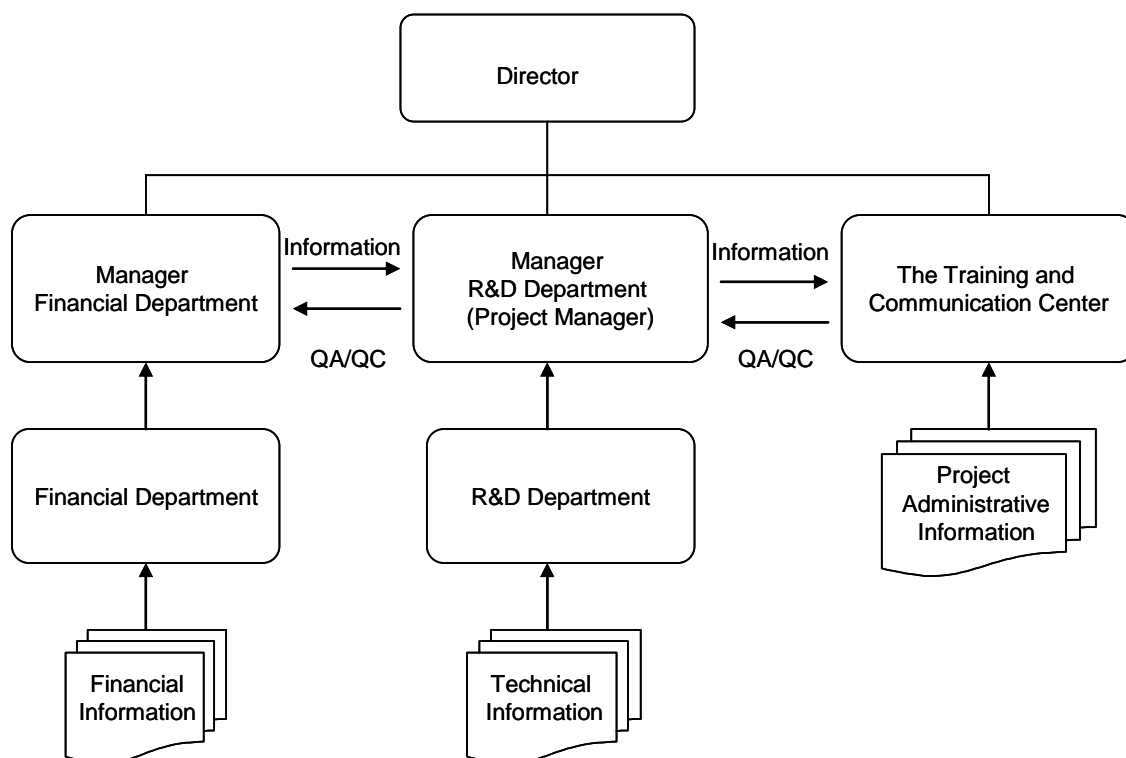 Director
Information
Manager
Financial Department
Manager
R&D Department
(Project Manager)
Information
The Training and
Communication Center
QA/QC
QA/QC
Financial Department
R&D Department
Project
Administrative
Information
Financial
Information
Technical
Information